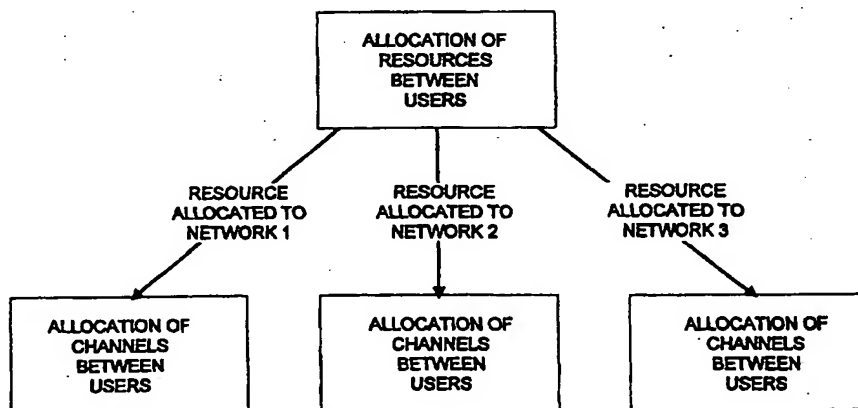 ALLOCATION OF
RESOURCES
BETWEEN
USERS
RESOURCE
ALLOCATED TO
NETWORK 1
RESOURCE
ALLOCATED TO
NETWORK 2
RESOURCE
ALLOCATED TO
NETWORK 3
ALLOCATION OF
CHANNELS
BETWEEN
USERS
ALLOCATION OF
CHANNELS
BETWEEN
USERS
ALLOCATION OF
CHANNELS
BETWEEN
USERS